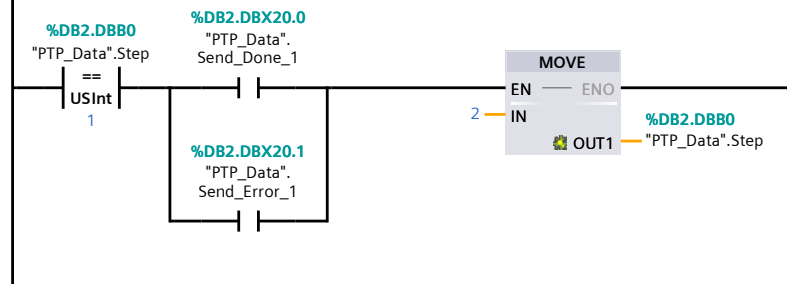 %DB2.DBB0
"PTP_Data".Step
==
USInt
1
%DB2.DBX20.0
"PTP_Data".
Send_Done_1
%DB2.DBX20.1
"PTP_Data".
Send_Error_1
MOVE
EN
ENO
2
IN
OUT1
%DB2.DBB0
"PTP_Data".Step